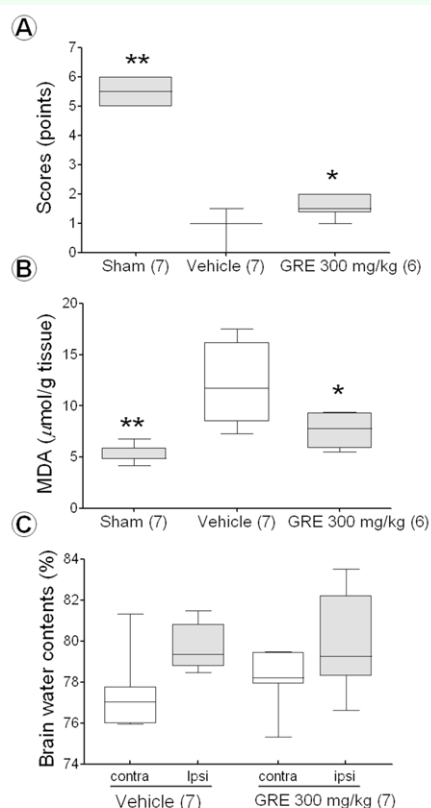 A
Scores (points)
7
6
5
4
3
2
1
0
**
*
Sham (7) Vehicle (7) GRE 300 mg/kg (6)
B
MDA (μmol/g tissue)
20
15
10
5
0
**
*
Sham (7) Vehicle (7) GRE 300 mg/kg (6)
C
Brain water contents (%)
84
82
80
78
76
74
contra Ipsi contra ipsi
Vehicle (7) GRE 300 mg/kg (7)